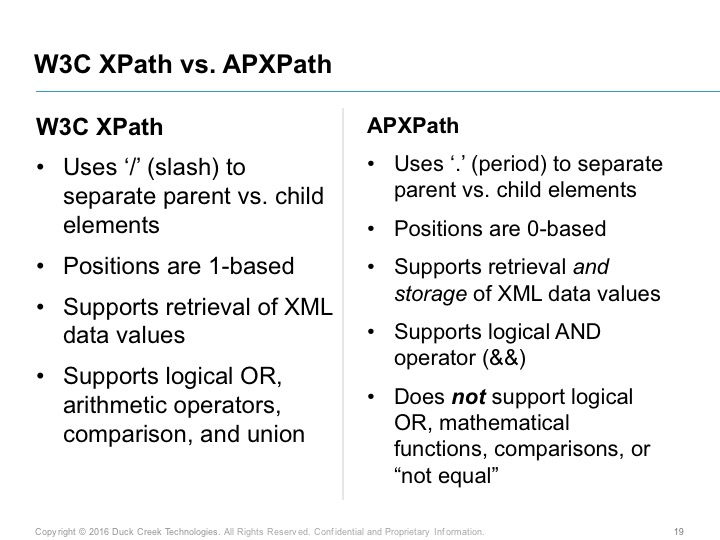 W3C XPath vs. APXPath
W3C XPath
• Uses ‘/’ (slash) to
separate parent vs. child
elements
• Positions are 1-based
• Supports retrieval of XML
data values
• Supports logical OR,
arithmetic operators,
comparison, and union
APXPath
• Uses ‘.’ (period) to separate
parent vs. child elements
• Positions are 0-based
• Supports retrieval and
storage of XML data values
• Supports logical AND
operator (&&)
• Does not support logical
OR, mathematical
functions, comparisons, or
“not equal”
Copyright © 2016 Duck Creek Technologies. All Rights Reserved. Confidential and Proprietary Information.
19